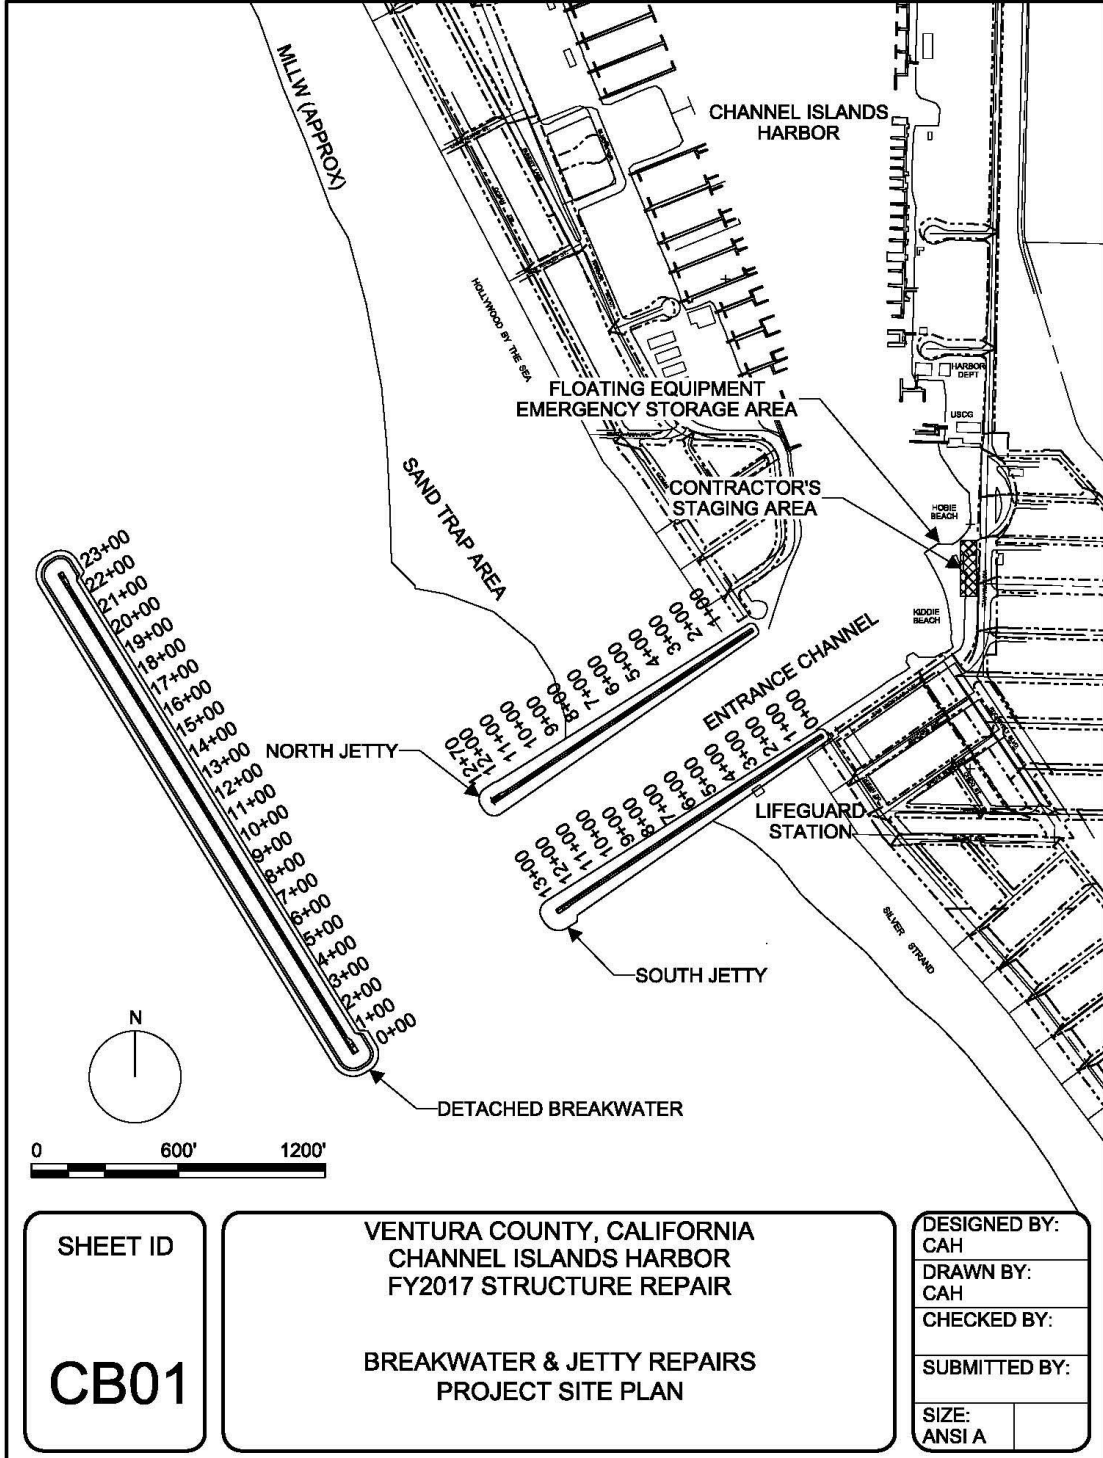 MLLW (APPROX)
CHANNEL ISLANDS
HARBOR
HOLLYWOOD BY THE SEA
HARBOR
DEPT
USCG
FLOATING EQUIPMENT
EMERGENCY STORAGE AREA
CONTRACTOR'S
STAGING AREA
HOBIE
BEACH
KIDDIE
BEACH
SAND TRAP AREA
23+00
22+00
21+00
20+00
19+00
18+00
17+00
16+00
15+00
14+00
13+00
12+00
11+00
10+00
9+00
8+00
7+00
6+00
5+00
4+00
3+00
2+00
1+00
0+00
NORTH JETTY
12+70
12+00
11+00
10+00
9+00
8+00
7+00
6+00
5+00
4+00
3+00
2+00
1+00
ENTRANCE CHANNEL
13+00
12+00
11+00
10+00
9+00
8+00
7+00
6+00
5+00
4+00
3+00
2+00
1+00
0+00
LIFEGUARD
STATION
SILVER STRAND
SOUTH JETTY
DETACHED BREAKWATER
N
0 600' 1200'
SHEET ID
CB01
VENTURA COUNTY, CALIFORNIA
CHANNEL ISLANDS HARBOR
FY2017 STRUCTURE REPAIR
BREAKWATER & JETTY REPAIRS
PROJECT SITE PLAN
DESIGNED BY:
CAH
DRAWN BY:
CAH
CHECKED BY:
SUBMITTED BY:
SIZE:
ANSI A